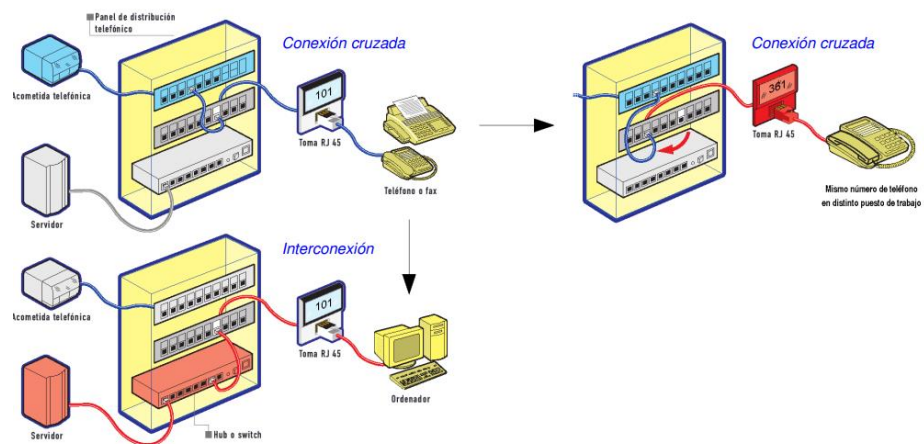 Panel de distribución
telefónico
Conexión cruzada
Acometida telefónica
101
Toma RJ 45
Teléfono o fax
Servidor
Conexión cruzada
361
Toma RJ 45
Mismo número de teléfono
en distinto puesto de trabajo
Interconexión
Acometida telefónica
101
Toma RJ 45
Ordenador
Servidor
Hub o switch